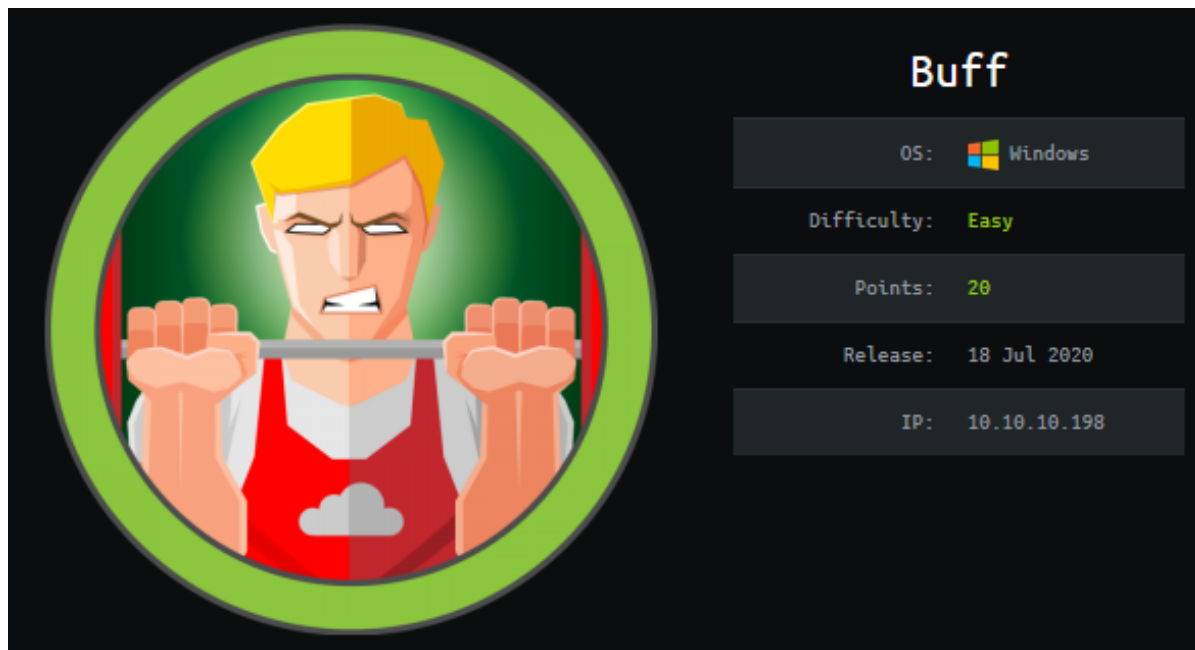 Buff
OS: Windows
Difficulty: Easy
Points: 20
Release: 18 Jul 2020
IP: 10.10.10.198